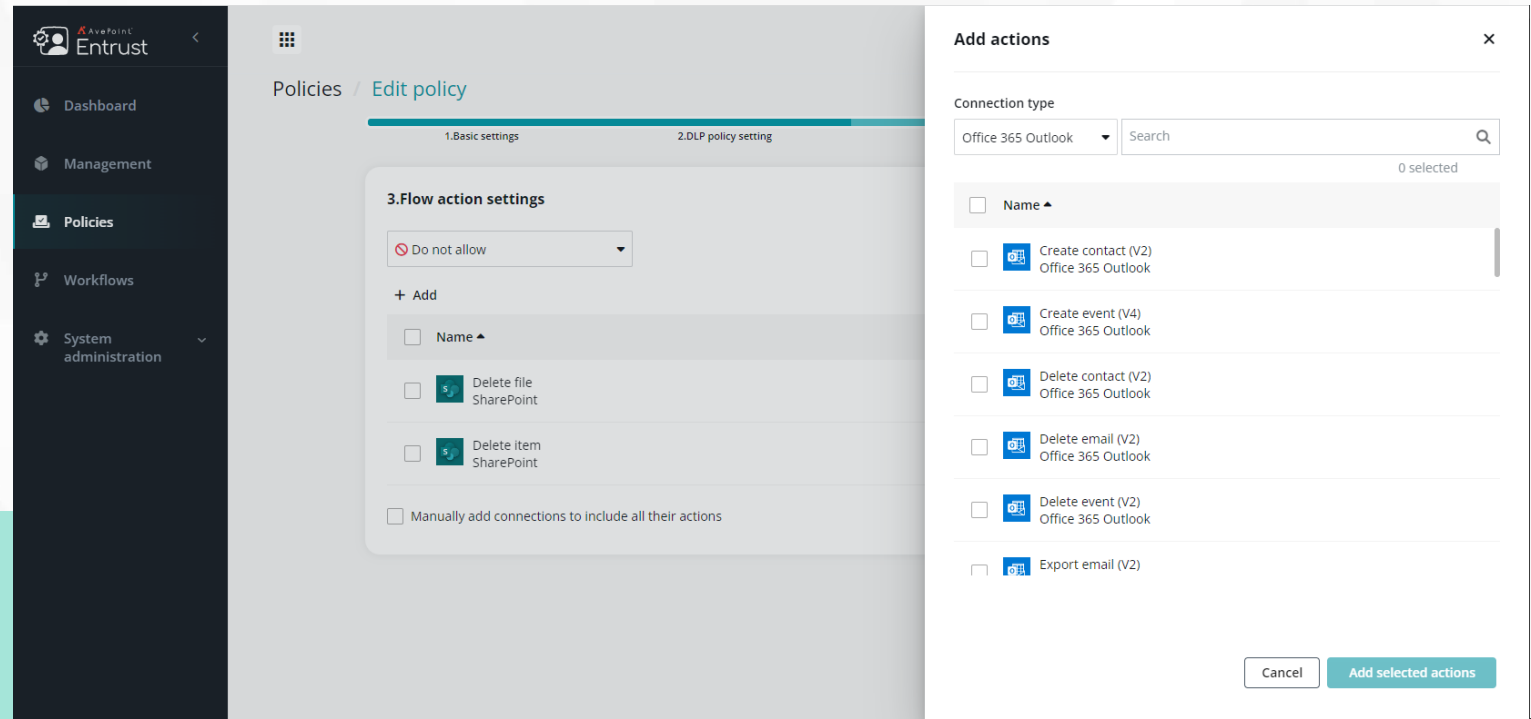 AvePoint
Entrust
Dashboard
Management
Policies
Workflows
System
administration
Policies / Edit policy
1.Basic settings
2.DLP policy setting
3.Flow action settings
Do not allow
+ Add
Name
Delete file
SharePoint
Delete item
SharePoint
Manually add connections to include all their actions
Add actions
Connection type
Office 365 Outlook
Search
0 selected
Name
Create contact (V2)
Office 365 Outlook
Create event (V4)
Office 365 Outlook
Delete contact (V2)
Office 365 Outlook
Delete email (V2)
Office 365 Outlook
Delete event (V2)
Office 365 Outlook
Export email (V2)
Cancel
Add selected actions